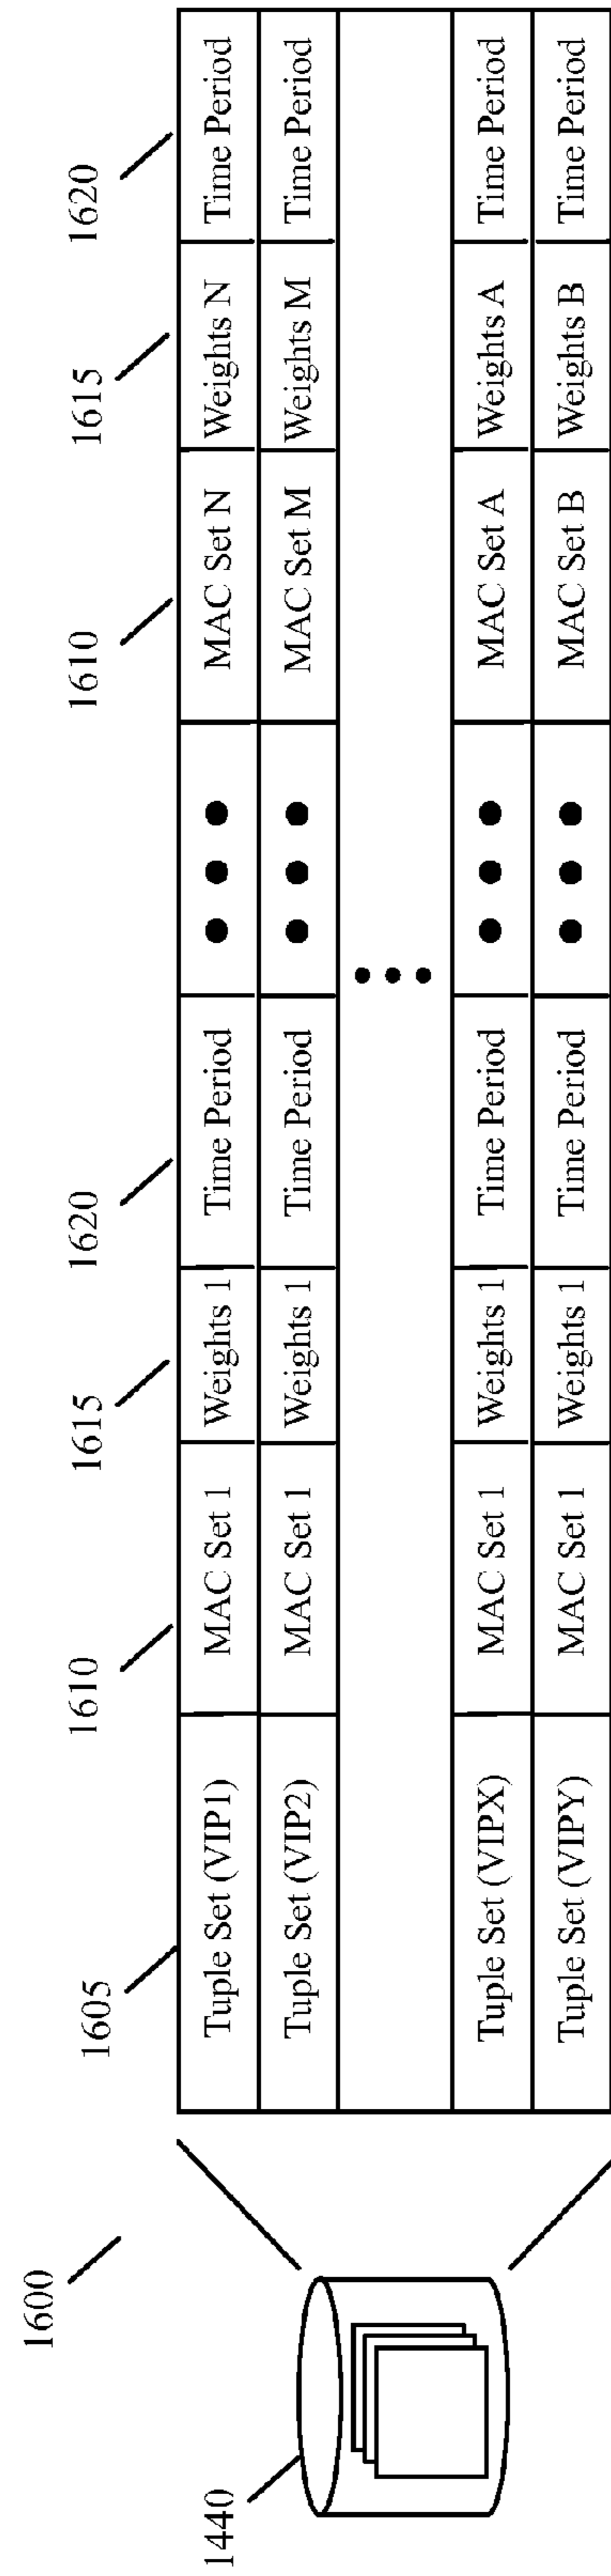 1600
1605
1610
1615
1620
1610
1615
1620
Tuple Set (VIP1) MAC Set 1 Weights 1 Time Period MAC Set N Weights N Time Period
Tuple Set (VIP2) MAC Set 1 Weights 1 Time Period MAC Set M Weights M Time Period
Tuple Set (VIPX) MAC Set 1 Weights 1 Time Period MAC Set A Weights A Time Period
Tuple Set (VIPY) MAC Set 1 Weights 1 Time Period MAC Set B Weights B Time Period
1440